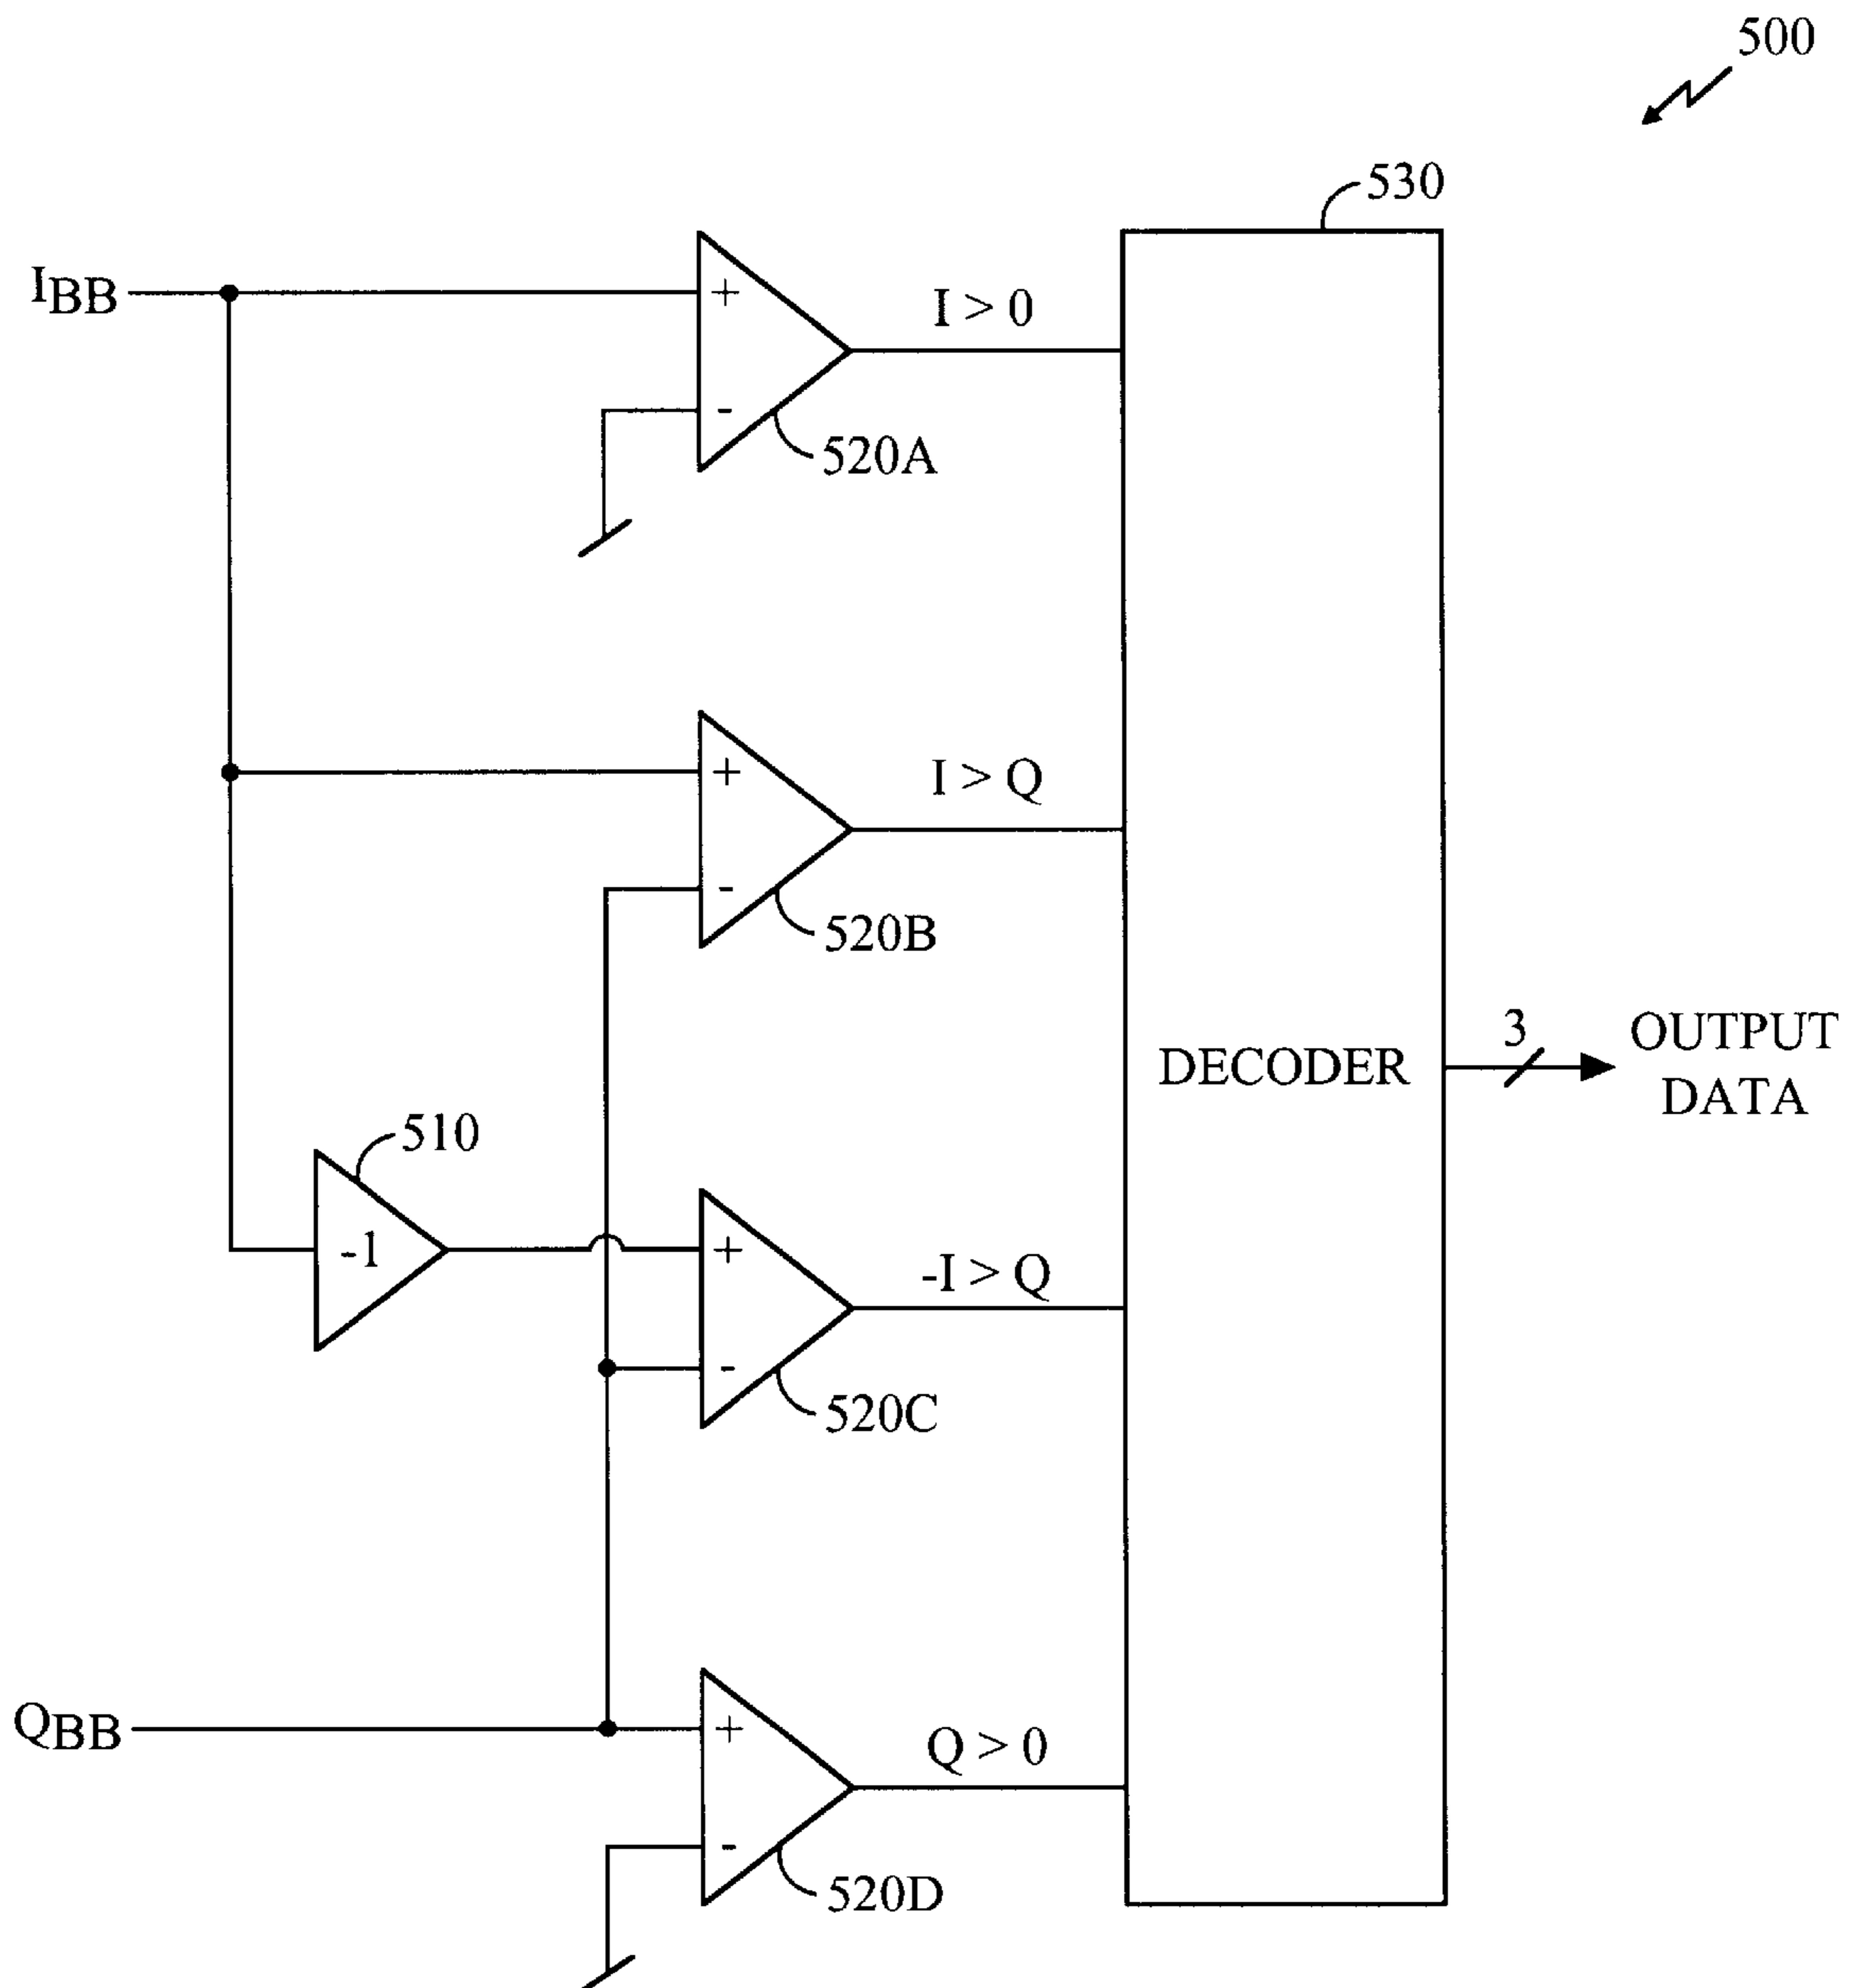 500
530
IBB
+
I > 0
-
520A
+
I > Q
-
520B
3
OUTPUT
DATA
DECODER
510
-1
+
-I > Q
-
520C
QBB
+
Q > 0
-
520D